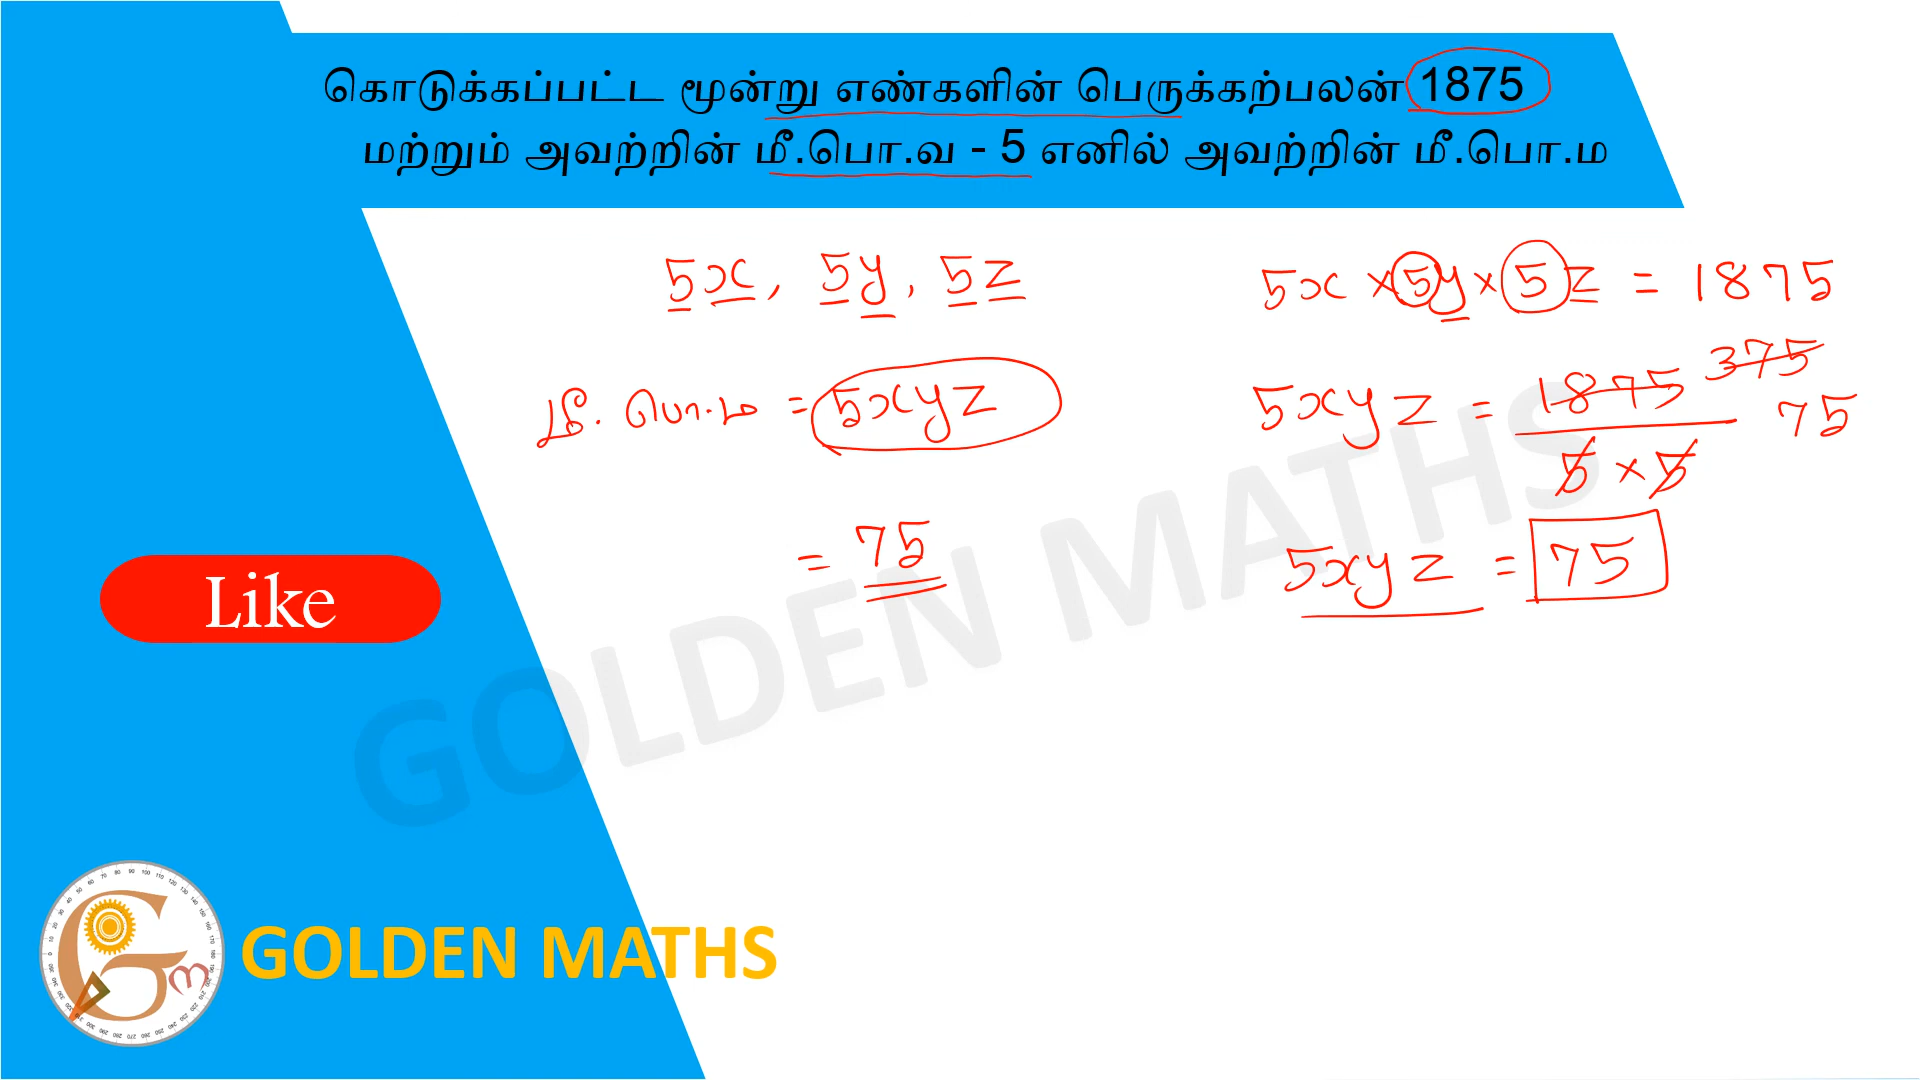 கொடுக்கப்பட்ட மூன்று எண்களின் பெருக்கற்பலன் 1875
மற்றும் அவற்றின் மீ.பொ.வ - 5 எனில் அவற்றின் மீ.பொ.ம
5x, 5y, 5z
5x × 5y × 5z = 1875
மீ.பொ.ம = 5xyz
5xyz = 1875 375 75
5 × 5
= 75
5xyz = 75
Like
GOLDEN MATHS
GOLDEN MATHS